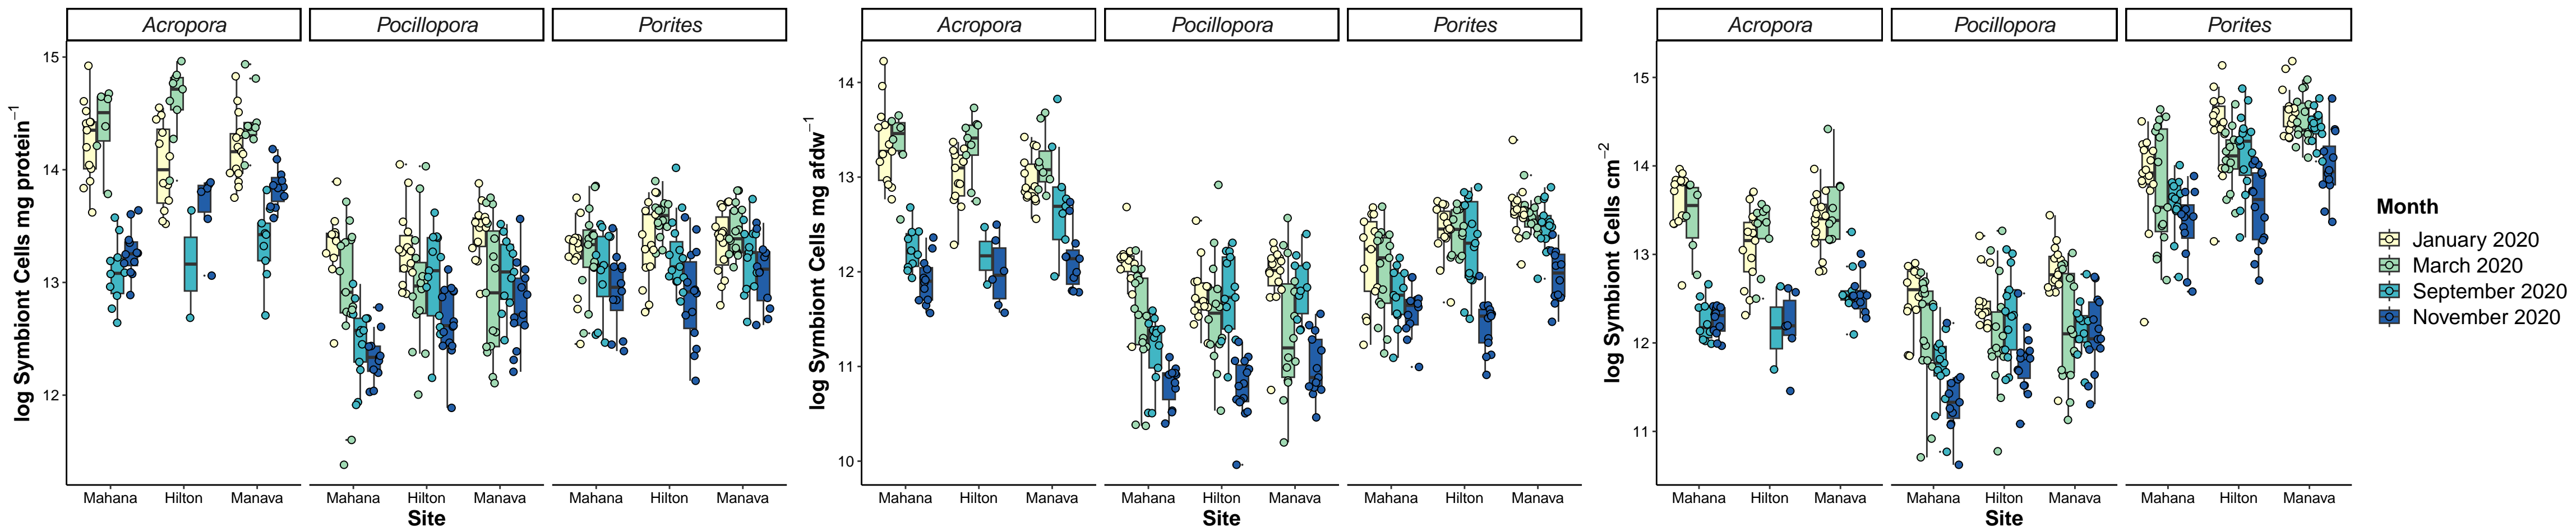 Acropora Pocillopora Porites
log Symbiont Cells mg protein⁻¹
15
14
13
12
Mahana Hilton Manava Mahana Hilton Manava Mahana Hilton Manava
Site
Acropora Pocillopora Porites
log Symbiont Cells mg afdw⁻¹
14
13
12
11
10
Mahana Hilton Manava Mahana Hilton Manava Mahana Hilton Manava
Site
Acropora Pocillopora Porites
log Symbiont Cells cm⁻²
15
14
13
12
11
Mahana Hilton Manava Mahana Hilton Manava Mahana Hilton Manava
Site
Month
January 2020
March 2020
September 2020
November 2020